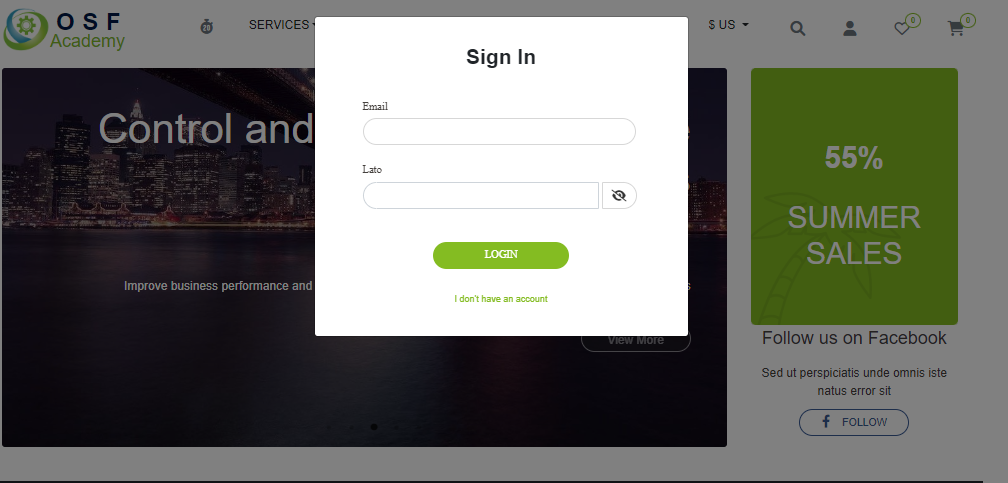 O S F
Academy
20
SERVICES
$ US
0
0
Sign In
Email
Lato
LOGIN
I don't have an account
Control and
Improve business performance and
View More
55%
SUMMER
SALES
Follow us on Facebook
Sed ut perspiciatis unde omnis iste
natus error sit
FOLLOW